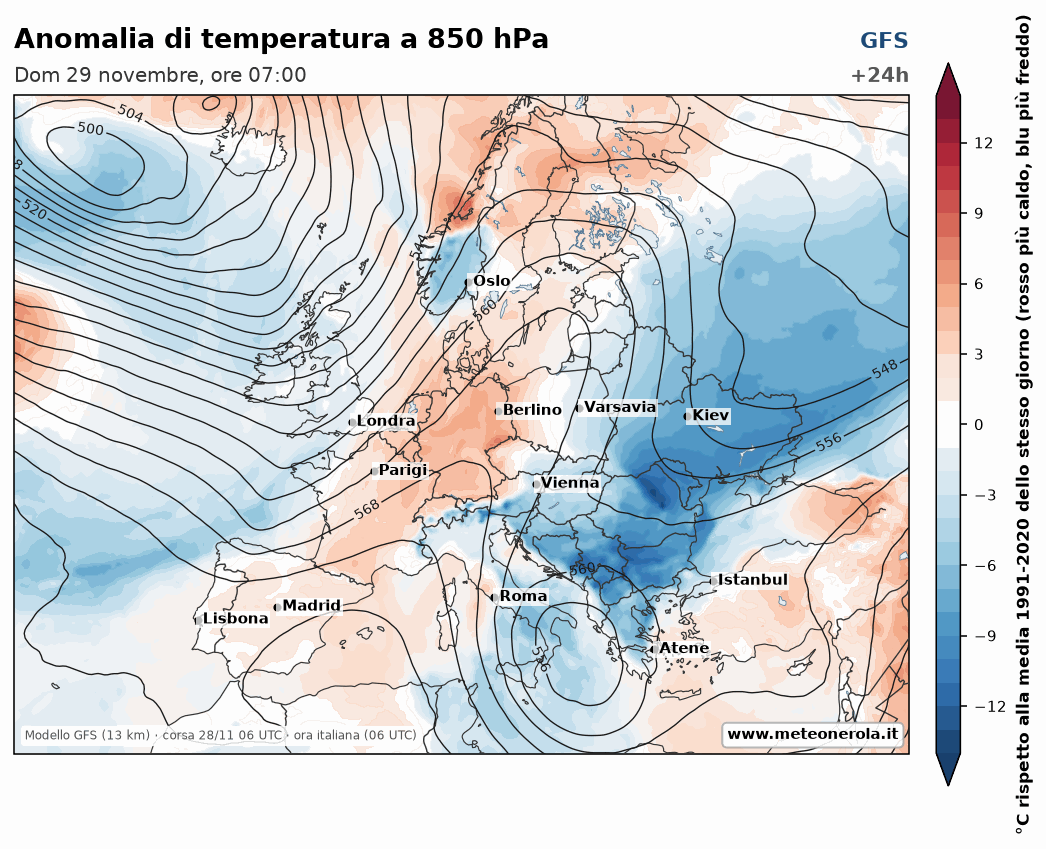 Anomalia di temperatura a 850 hPa
GFS
Dom 29 novembre, ore 07:00
+24h
504
500
520
560
548
556
568
560
Oslo
Berlino
Varsavia
Kiev
Londra
Parigi
Vienna
Istanbul
Roma
Madrid
Lisbona
Atene
Modello GFS (13 km) · corsa 28/11 06 UTC · ora italiana (06 UTC)
www.meteonerola.it
12
9
6
3
0
−3
−6
−9
−12
°C rispetto alla media 1991-2020 dello stesso giorno (rosso più caldo, blu più freddo)